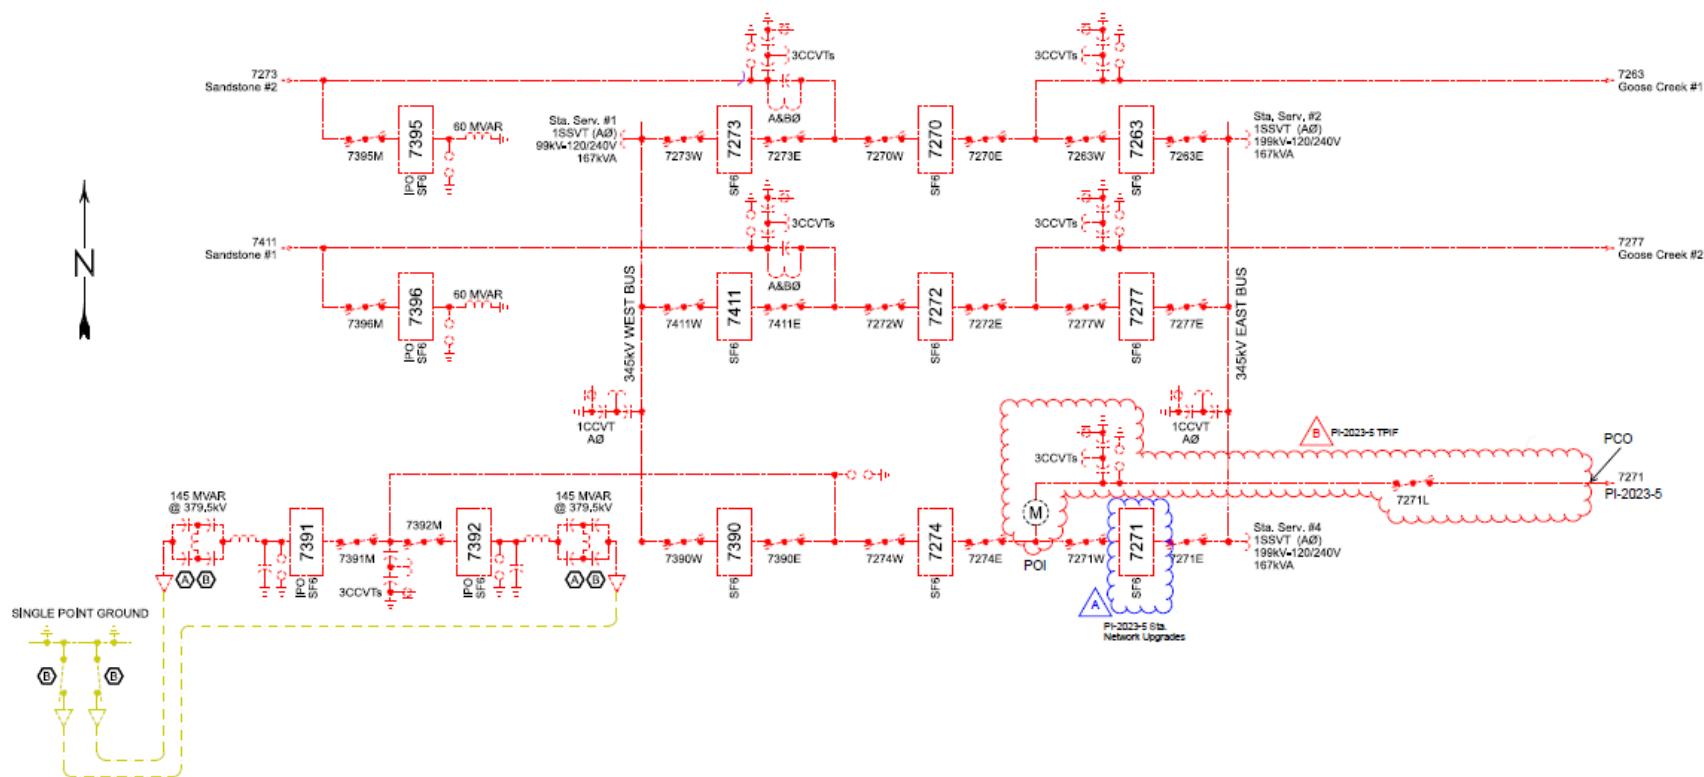 3CCVTs
3CCVTs
7273
Sandstone #2
7263
Goose Creek #1
A&BØ
60 MVAR
7395M
7395
IPO
SF6
Sta. Serv. #1
1SSVT (AØ)
99kV-120/240V
167kVA
7273W
7273
SF6
7273E
7270W
7270
SF6
7270E
7263W
7263
SF6
7263E
Sta. Serv. #2
1SSVT (AØ)
199kV-120/240V
167kVA
N
3CCVTs
3CCVTs
7411
Sandstone #1
7277
Goose Creek #2
A&BØ
60 MVAR
7396M
7396
IPO
SF6
345kV WEST BUS
7411W
7411
SF6
7411E
7272W
7272
SF6
7272E
7277W
7277
SF6
7277E
345kV EAST BUS
1CCVT
AØ
1CCVT
AØ
B
PI-2023-5 TPIF
PCO
3CCVTs
7271L
7271
PI-2023-5
145 MVAR
@ 379.5kV
7391
IPO
SF6
7391M
7392M
7392
IPO
SF6
145 MVAR
@ 379.5kV
A B
3CCVTs
A B
7390W
7390
SF6
7390E
7274W
7274
SF6
7274E
M
POI
7271W
7271
SF6
7271E
Sta. Serv. #4
1SSVT (AØ)
199kV-120/240V
167kVA
A
PI-2023-5 Sta.
Network Upgrades
SINGLE POINT GROUND
B
B